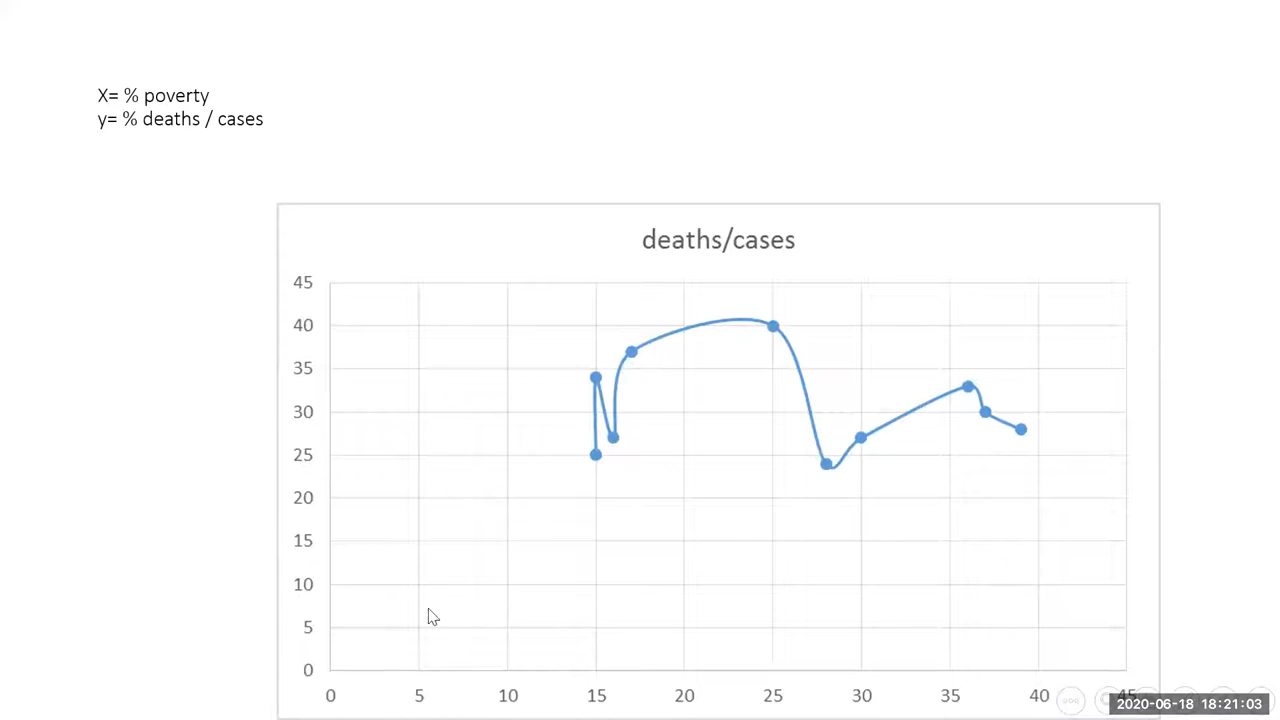 X= % poverty
y= % deaths / cases
deaths/cases
45
40
35
30
25
20
15
10
5
0
0 5 10 15 20 25 30 35 40 45
2020-06-18 18:21:03